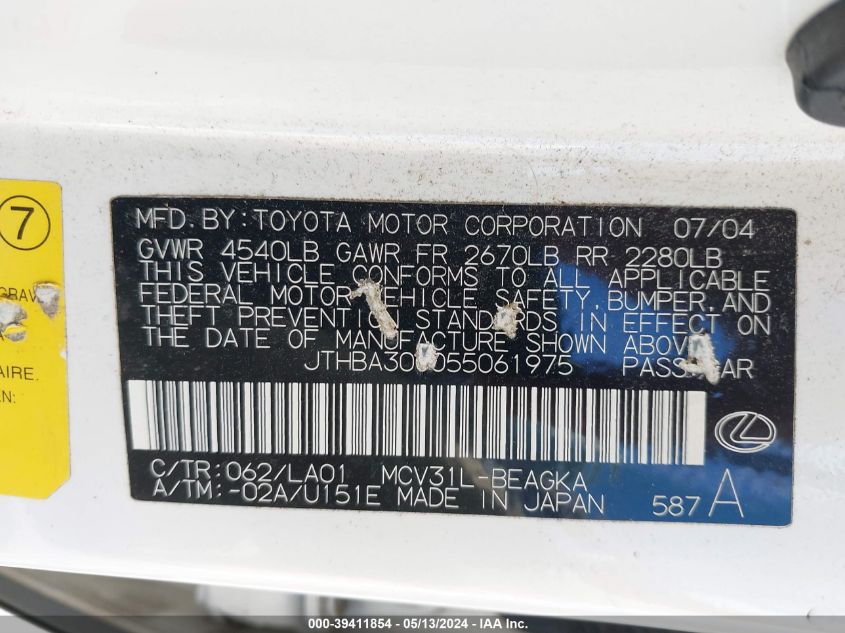 7
GRAVE
AIRE.
EN:
MFD. BY: TOYOTA MOTOR CORPORATION 07/04
GVWR 4540LB GAWR FR 2670LB RR 2280LB
THIS VEHICLE CONFORMS TO ALL APPLICABLE
FEDERAL MOTOR VEHICLE SAFETY, BUMPER, AND
THEFT PREVENTION STANDARDS IN EFFECT ON
THE DATE OF MANUFACTURE SHOWN ABOVE.
PASS. CAR
C/TR: 062/LA01 MCV31L-BEAGKA
A/TM: -02A/U151E MADE IN JAPAN
587 A
000-39411854 | 05/13/2024 - IAA, Inc.